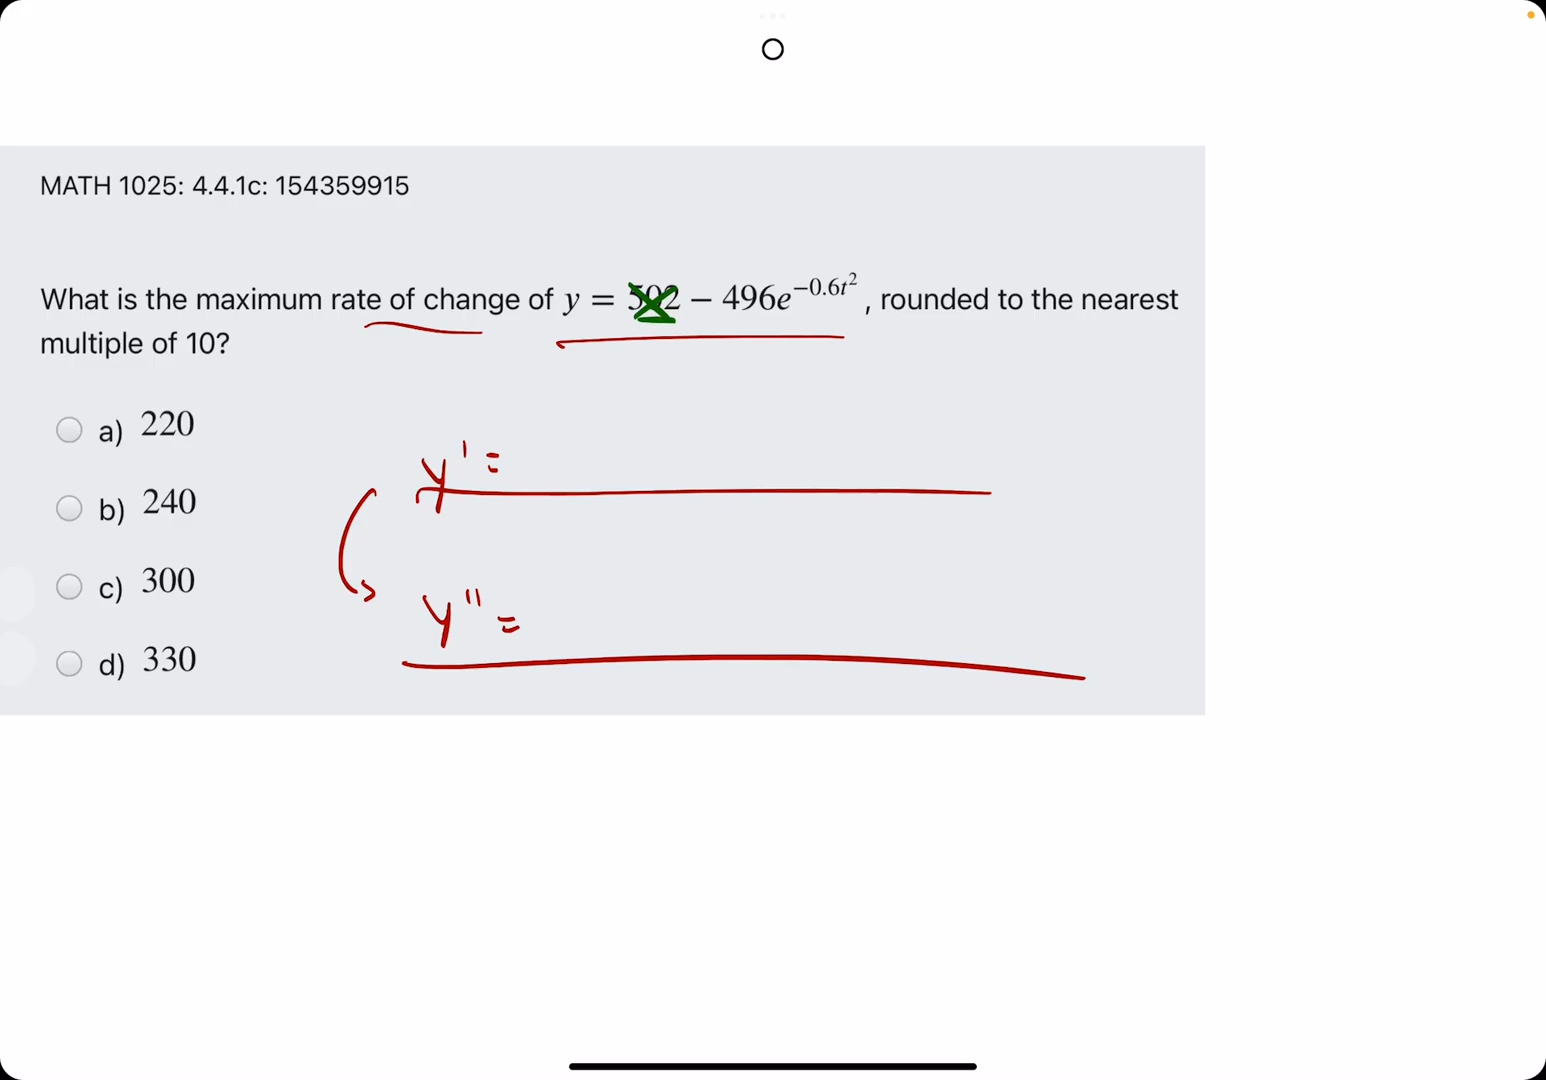 MATH 1025: 4.4.1c: 154359915
What is the maximum rate of change of y = 502 − 496e^{−0.6t²}, rounded to the nearest
multiple of 10?
a) 220
b) 240
c) 300
d) 330
y' =
y'' =